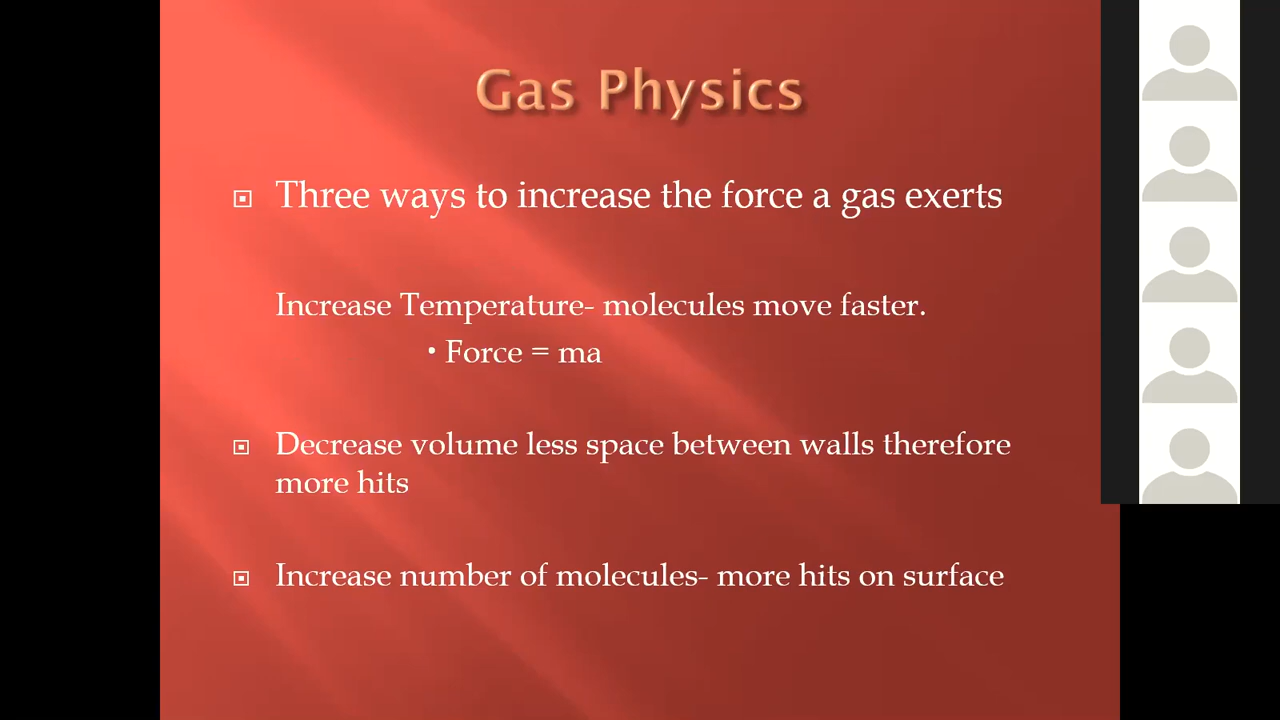 Gas Physics
Three ways to increase the force a gas exerts
Increase Temperature- molecules move faster.
• Force = ma
Decrease volume less space between walls therefore
more hits
Increase number of molecules- more hits on surface